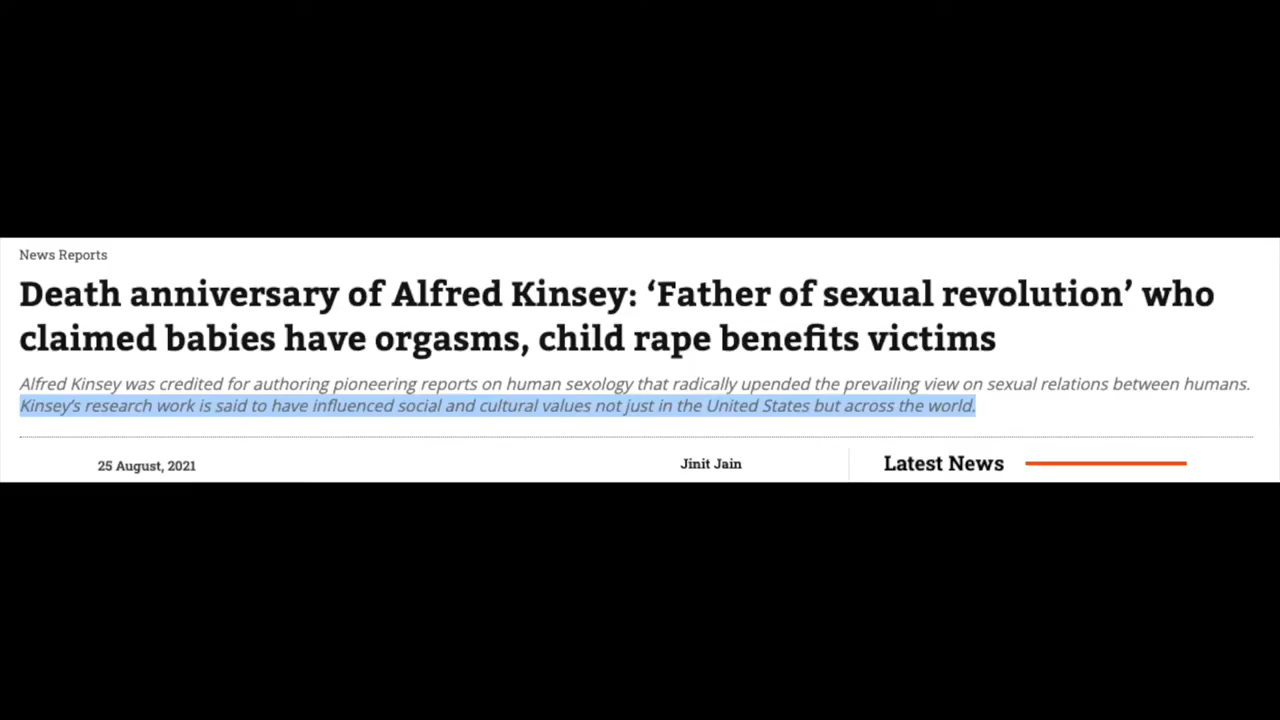 News Reports
Death anniversary of Alfred Kinsey: ‘Father of sexual revolution’ who
claimed babies have orgasms, child rape benefits victims
Alfred Kinsey was credited for authoring pioneering reports on human sexology that radically upended the prevailing view on sexual relations between humans.
Kinsey’s research work is said to have influenced social and cultural values not just in the United States but across the world.
25 August, 2021
Jinit Jain
Latest News